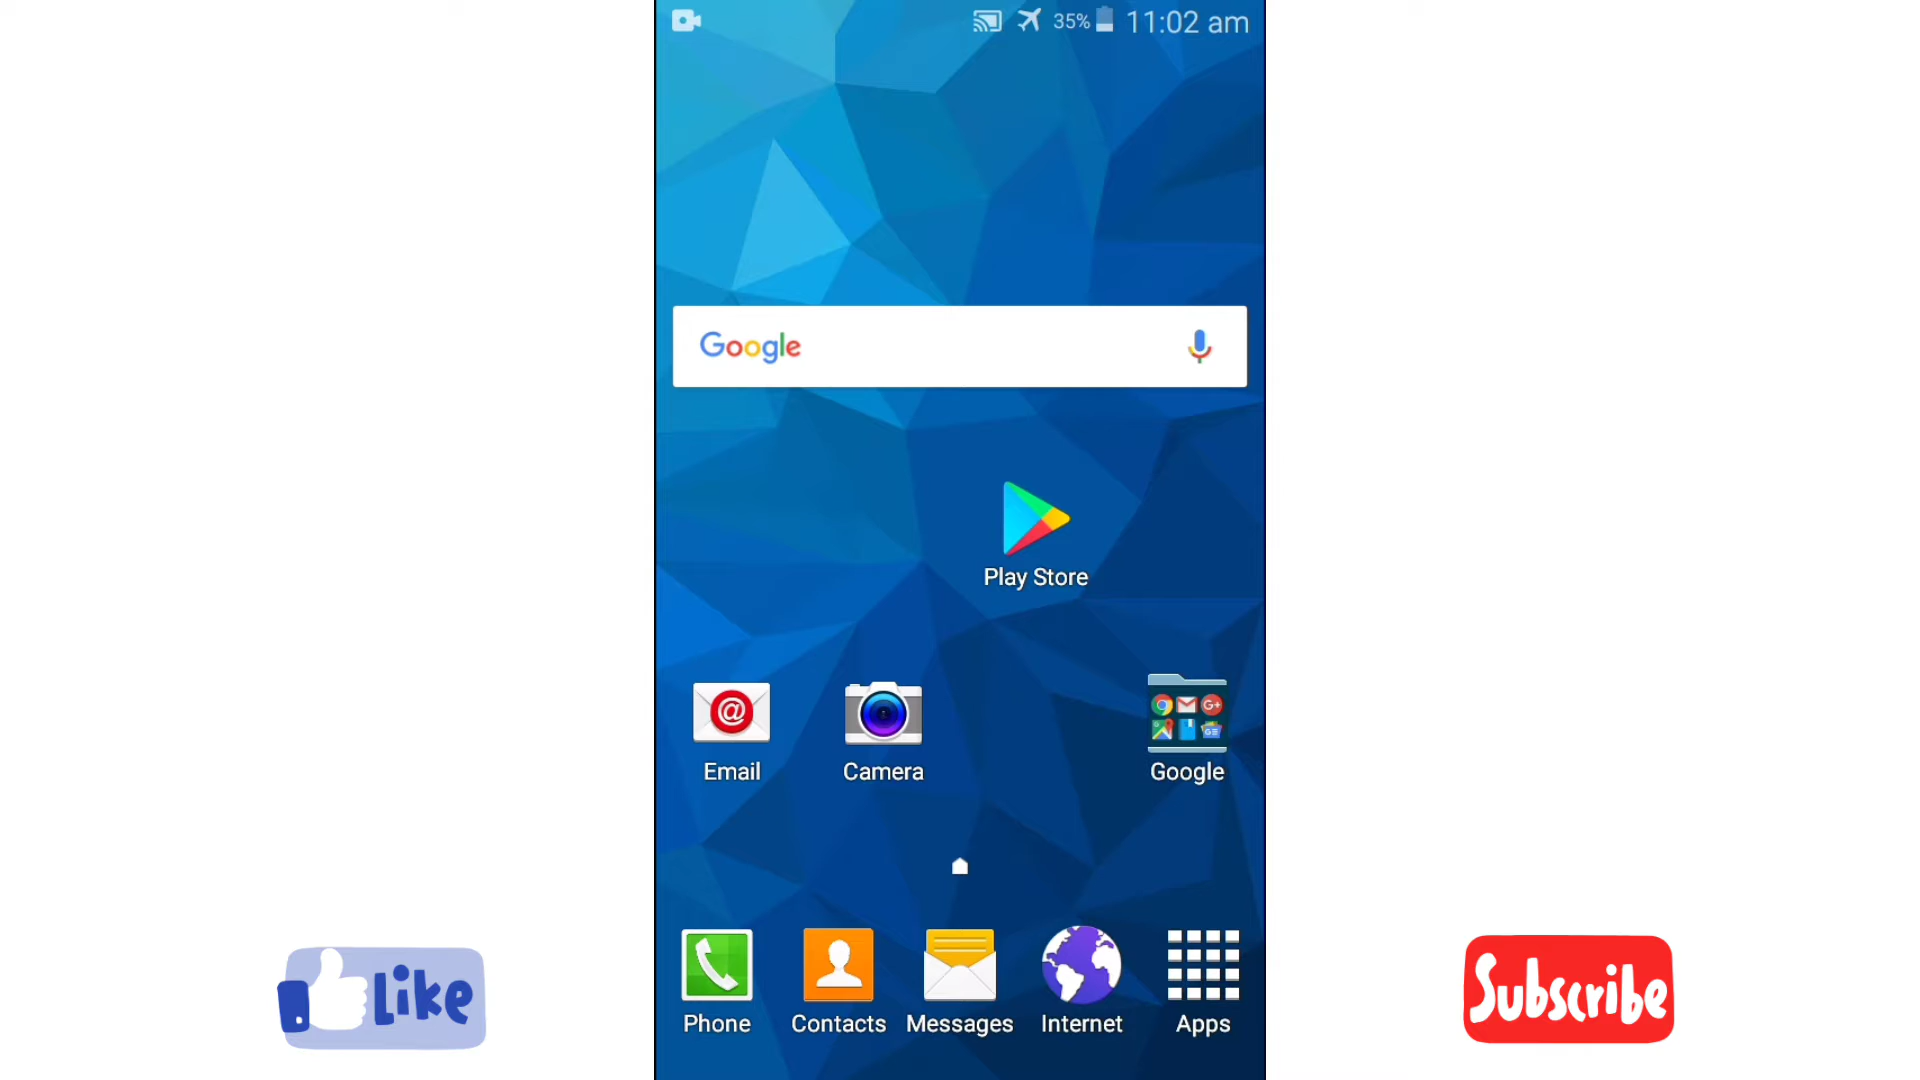 35% 11:02 am
Google
Play Store
@
Email Camera Google
Phone Contacts Messages Internet Apps
Like
Subscribe